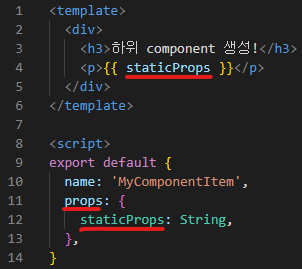 1 <template>
2 <div>
3 <h3>하위 component 생성!</h3>
4 <p>{{ staticProps }}</p>
5 </div>
6 </template>
7
8 <script>
9 export default {
10 name: 'MyComponentItem',
11 props: {
12 staticProps: String,
13 },
14 }